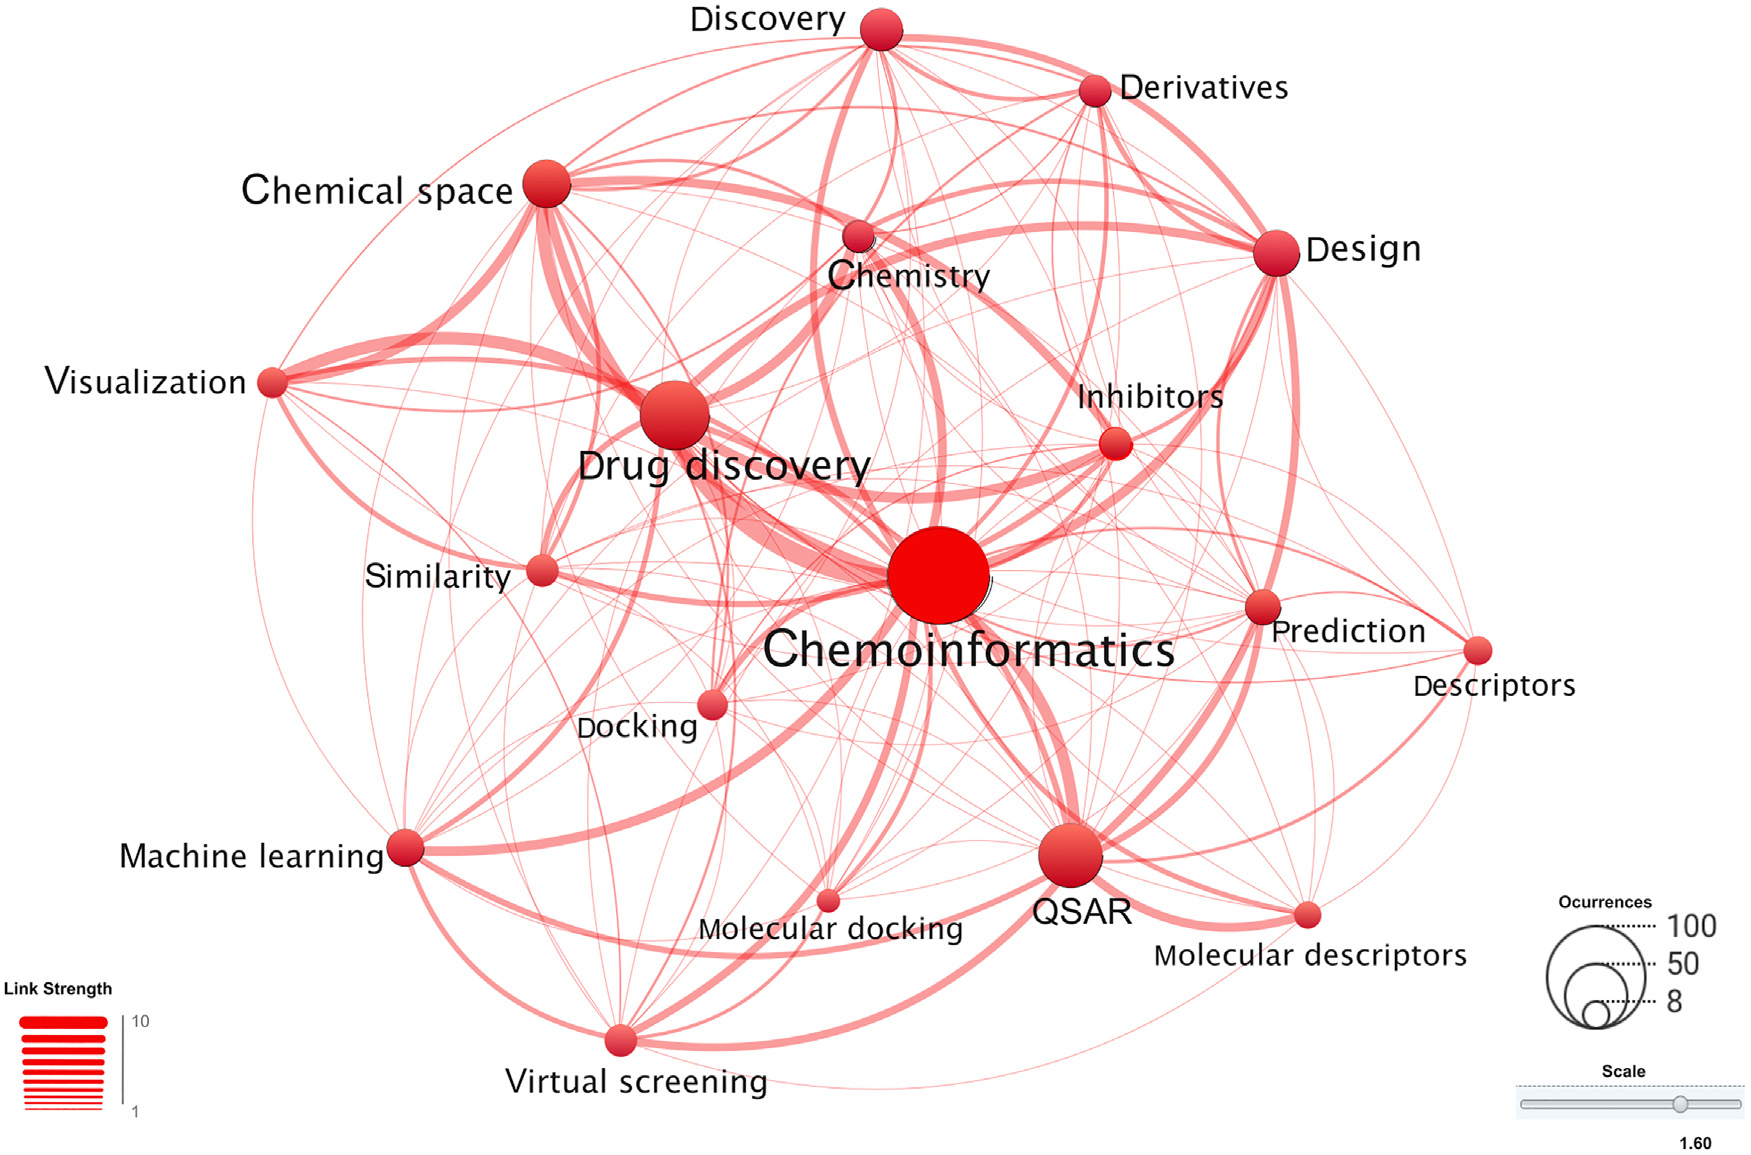 Discovery
Derivatives
Chemical space
Design
Chemistry
Visualization
Inhibitors
Drug discovery
Similarity
Chemoinformatics
Prediction
Descriptors
Docking
Machine learning
QSAR
Molecular docking
Molecular descriptors
Virtual screening
Link Strength
10
1
Ocurrences
100
50
8
Scale
1.60